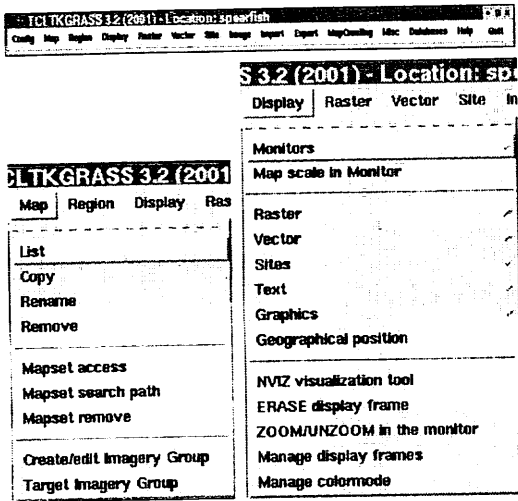 TCLTKGRASS 3.2 (2001) - Location: spearfish
Config Map Region Display Raster Vector Site Image Import Export Misc Databases Help Quit
S 3.2 (2001) - Location: spe
Display Raster Vector Site In
Monitors
Map scale in Monitor
Raster
Vector
Sites
Text
Graphics
Geographical position
NVIZ visualization tool
ERASE display frame
ZOOM/UNZOOM in the monitor
Manage display frames
Manage colormode
CLTKGRASS 3.2 (2001
Map Region Display Ras
List
Copy
Rename
Remove
Mapset access
Mapset search path
Mapset remove
Create/edit Imagery Group
Target Imagery Group